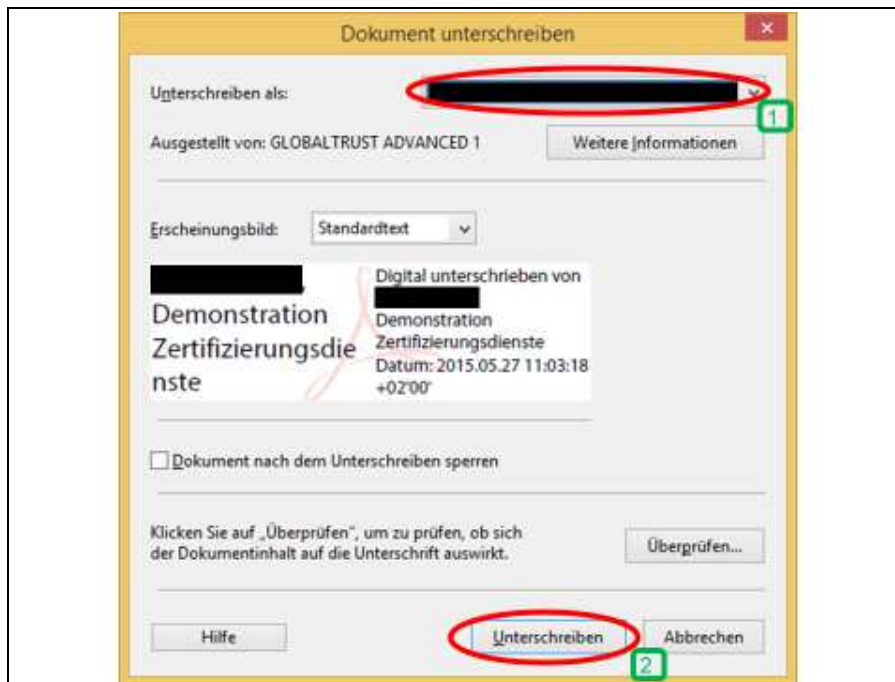 Dokument unterschreiben
Unterschreiben als:
1
Ausgestellt von: GLOBALTRUST ADVANCED 1
Weitere Informationen
Erscheinungsbild:
Standardtext
,
Demonstration
Zertifizierungsdie
nste
Digital unterschrieben von
Demonstration
Zertifizierungsdienste
Datum: 2015.05.27 11:03:18
+02'00'
Dokument nach dem Unterschreiben sperren
Klicken Sie auf „Überprüfen“, um zu prüfen, ob sich
der Dokumentinhalt auf die Unterschrift auswirkt.
Überprüfen...
Hilfe
Unterschreiben
Abbrechen
2